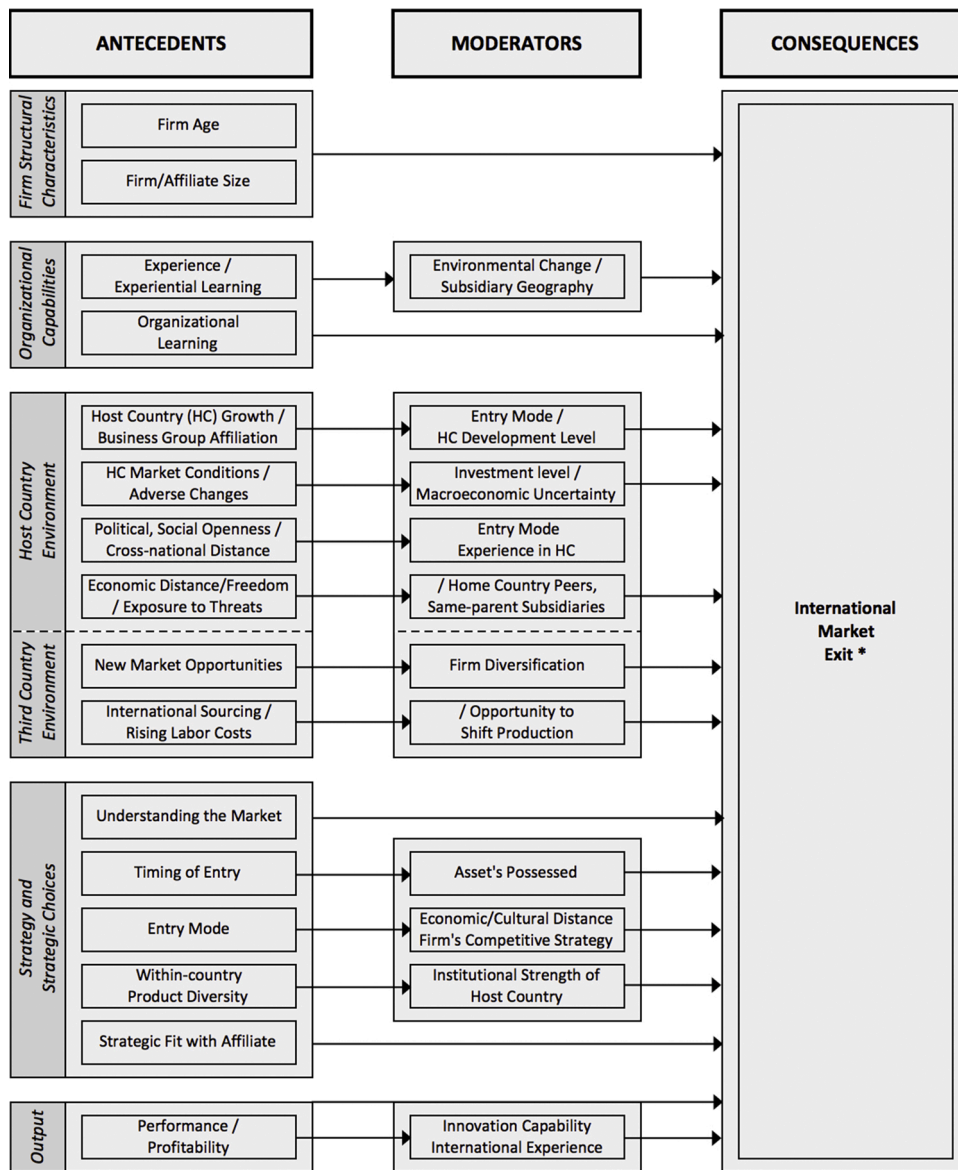 ANTECEDENTS
MODERATORS
CONSEQUENCES
Firm Structural
Characteristics
Firm Age
Firm/Affiliate Size
Organizational
Capabilities
Experience /
Experiential Learning
Environmental Change /
Subsidiary Geography
Organizational
Learning
Host Country
Environment
Host Country (HC) Growth /
Business Group Affiliation
Entry Mode /
HC Development Level
HC Market Conditions /
Adverse Changes
Investment level /
Macroeconomic Uncertainty
Political, Social Openness /
Cross-national Distance
Entry Mode
Experience in HC
Economic Distance/Freedom
/ Exposure to Threats
/ Home Country Peers,
Same-parent Subsidiaries
Third Country
Environment
New Market Opportunities
Firm Diversification
International Sourcing /
Rising Labor Costs
/ Opportunity to
Shift Production
Strategy and
Strategic Choices
Understanding the Market
Timing of Entry
Asset's Possessed
Entry Mode
Economic/Cultural Distance
Firm's Competitive Strategy
Within-country
Product Diversity
Institutional Strength of
Host Country
Strategic Fit with Affiliate
Output
Performance /
Profitability
Innovation Capability
International Experience
International
Market
Exit *